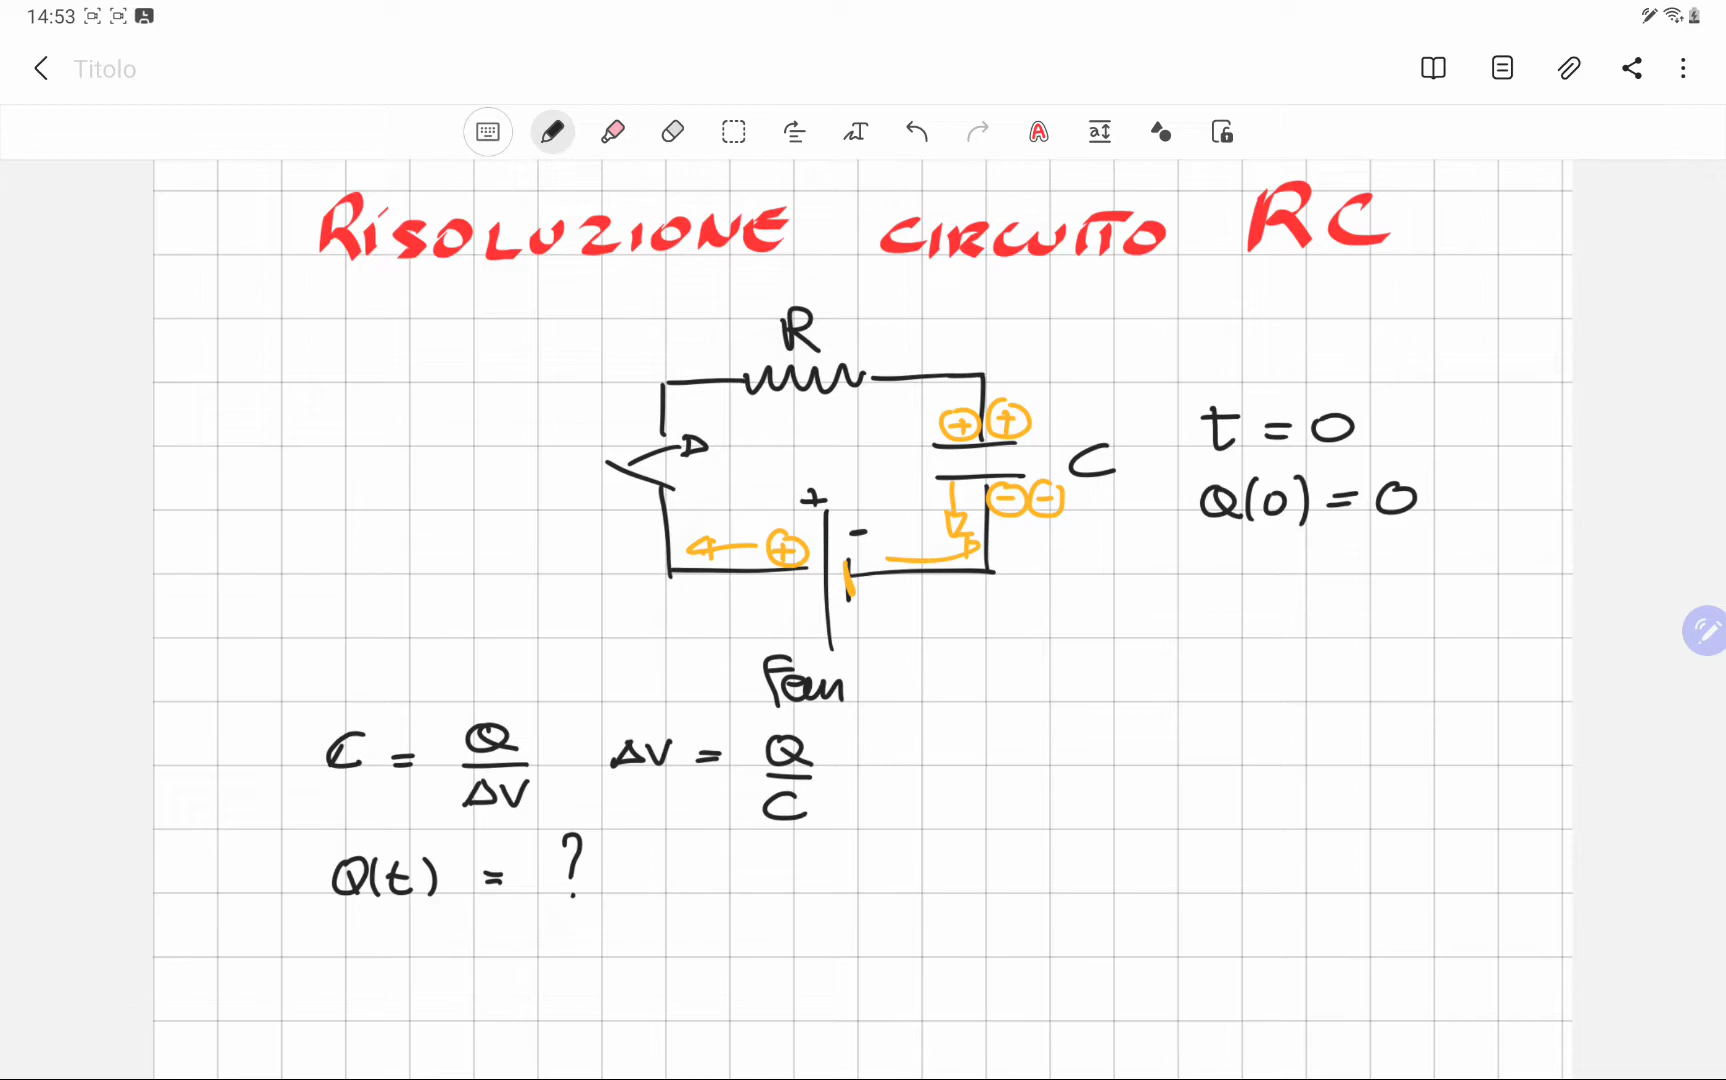 14:53
Titolo
RISOLUZIONE CIRCUITO RC
R
+ +
C
t = 0
- -
Q(0) = 0
+
-
+
Fem
C = Q/ΔV ΔV = Q/C
Q(t) = ?